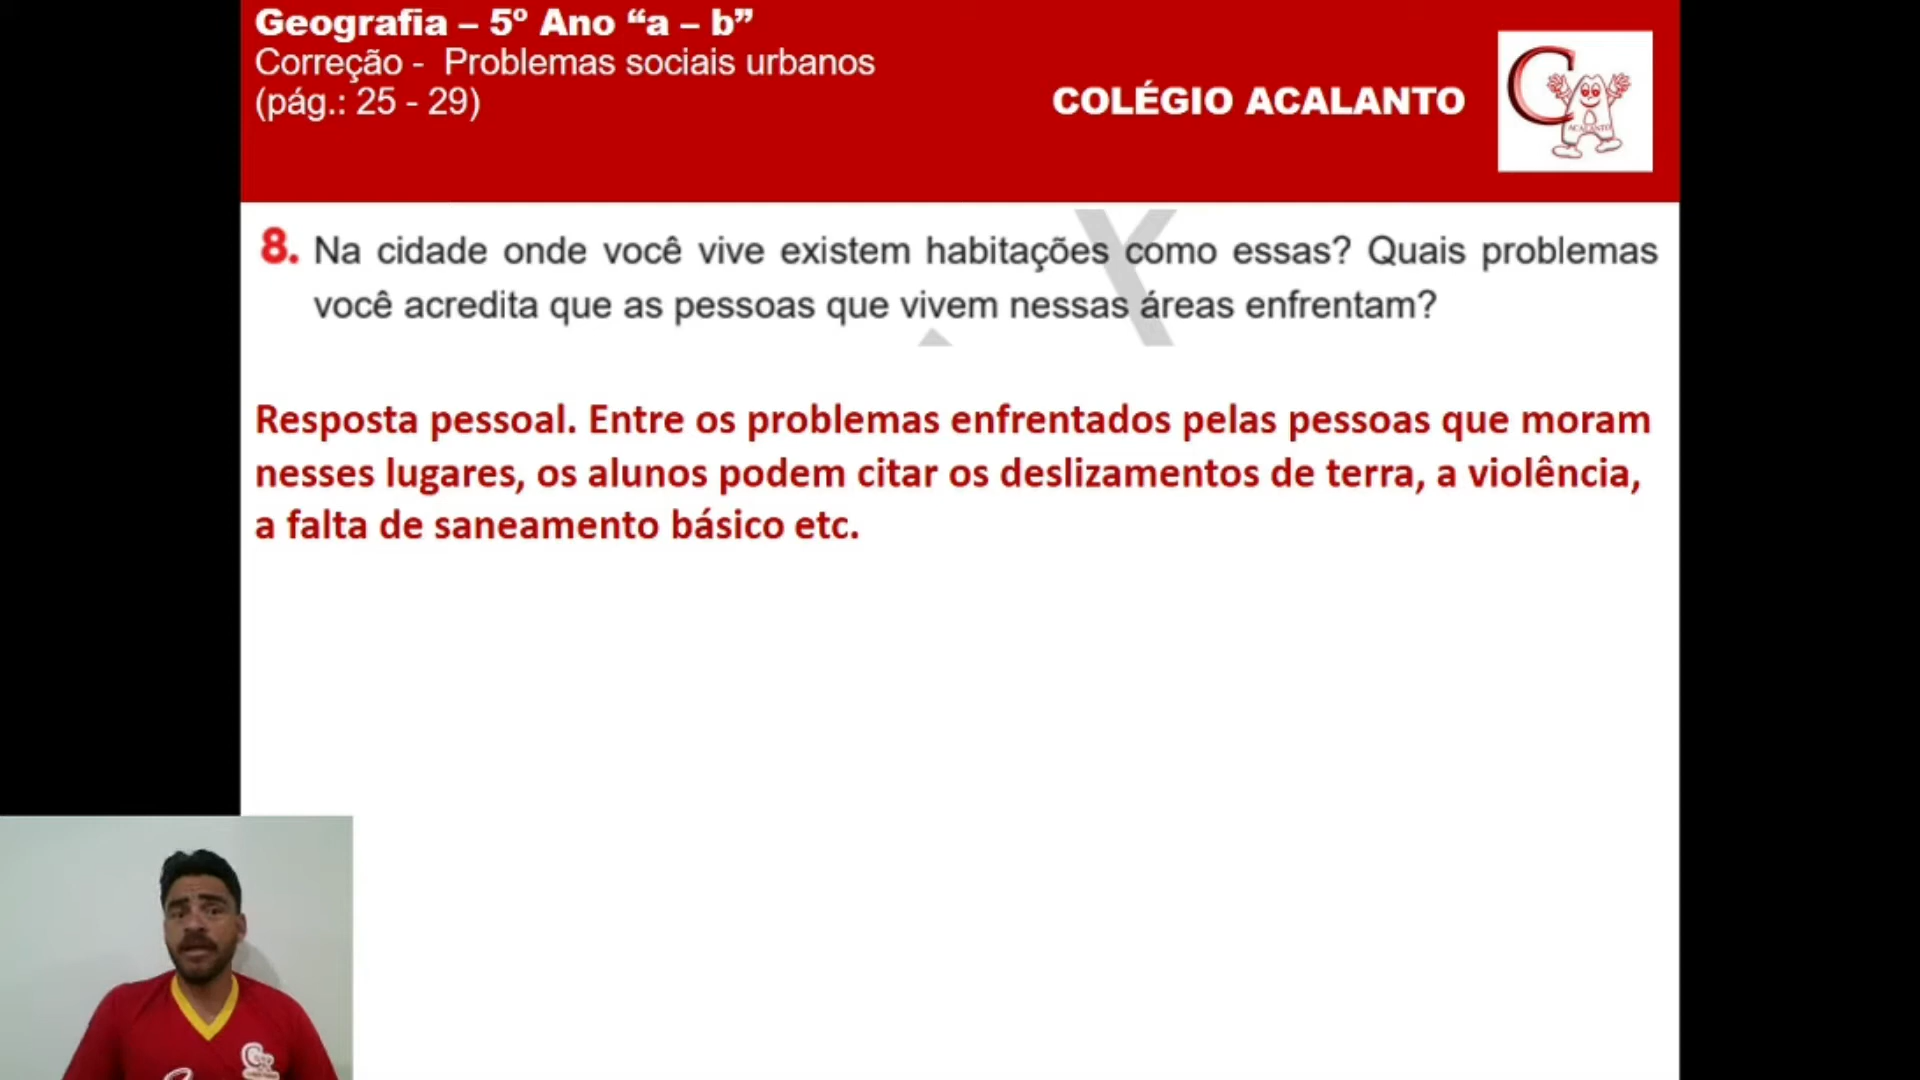 Geografia – 5º Ano “a – b”
Correção -  Problemas sociais urbanos
(pág.: 25 - 29)
COLÉGIO ACALANTO
ACALANTO
8. Na cidade onde você vive existem habitações como essas? Quais problemas
você acredita que as pessoas que vivem nessas áreas enfrentam?
Resposta pessoal. Entre os problemas enfrentados pelas pessoas que moram
nesses lugares, os alunos podem citar os deslizamentos de terra, a violência,
a falta de saneamento básico etc.